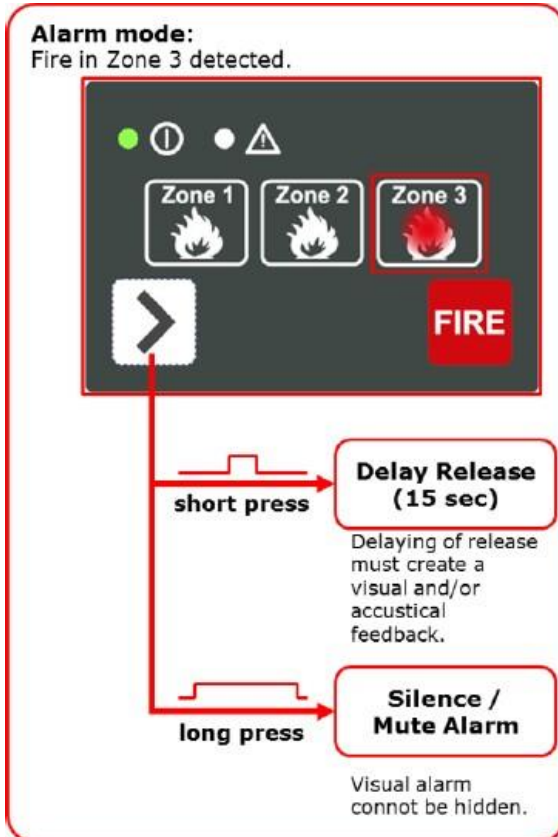 Alarm mode:
Fire in Zone 3 detected.
Zone 1 Zone 2 Zone 3
FIRE
short press
Delay Release
(15 sec)
Delaying of release
must create a
visual and/or
accustical
feedback.
long press
Silence /
Mute Alarm
Visual alarm
connot be hidden.